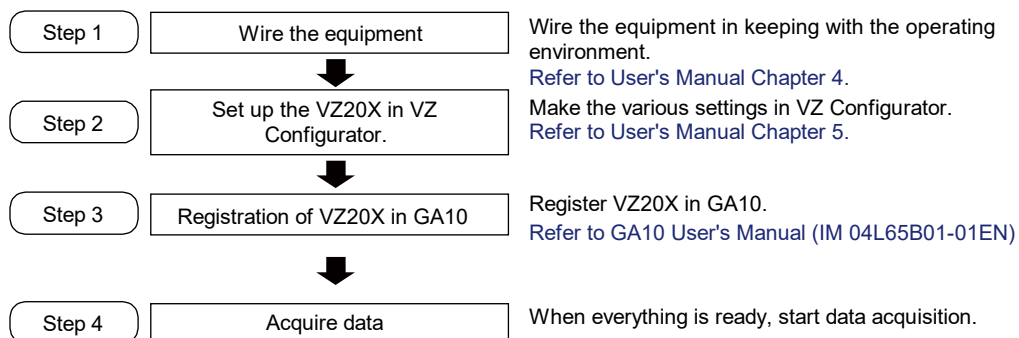 Step 1
Wire the equipment
Wire the equipment in keeping with the operating
environment.
Refer to User's Manual Chapter 4.
Step 2
Set up the VZ20X in VZ
Configurator.
Make the various settings in VZ Configurator.
Refer to User's Manual Chapter 5.
Step 3
Registration of VZ20X in GA10
Register VZ20X in GA10.
Refer to GA10 User's Manual (IM 04L65B01-01EN)
Step 4
Acquire data
When everything is ready, start data acquisition.